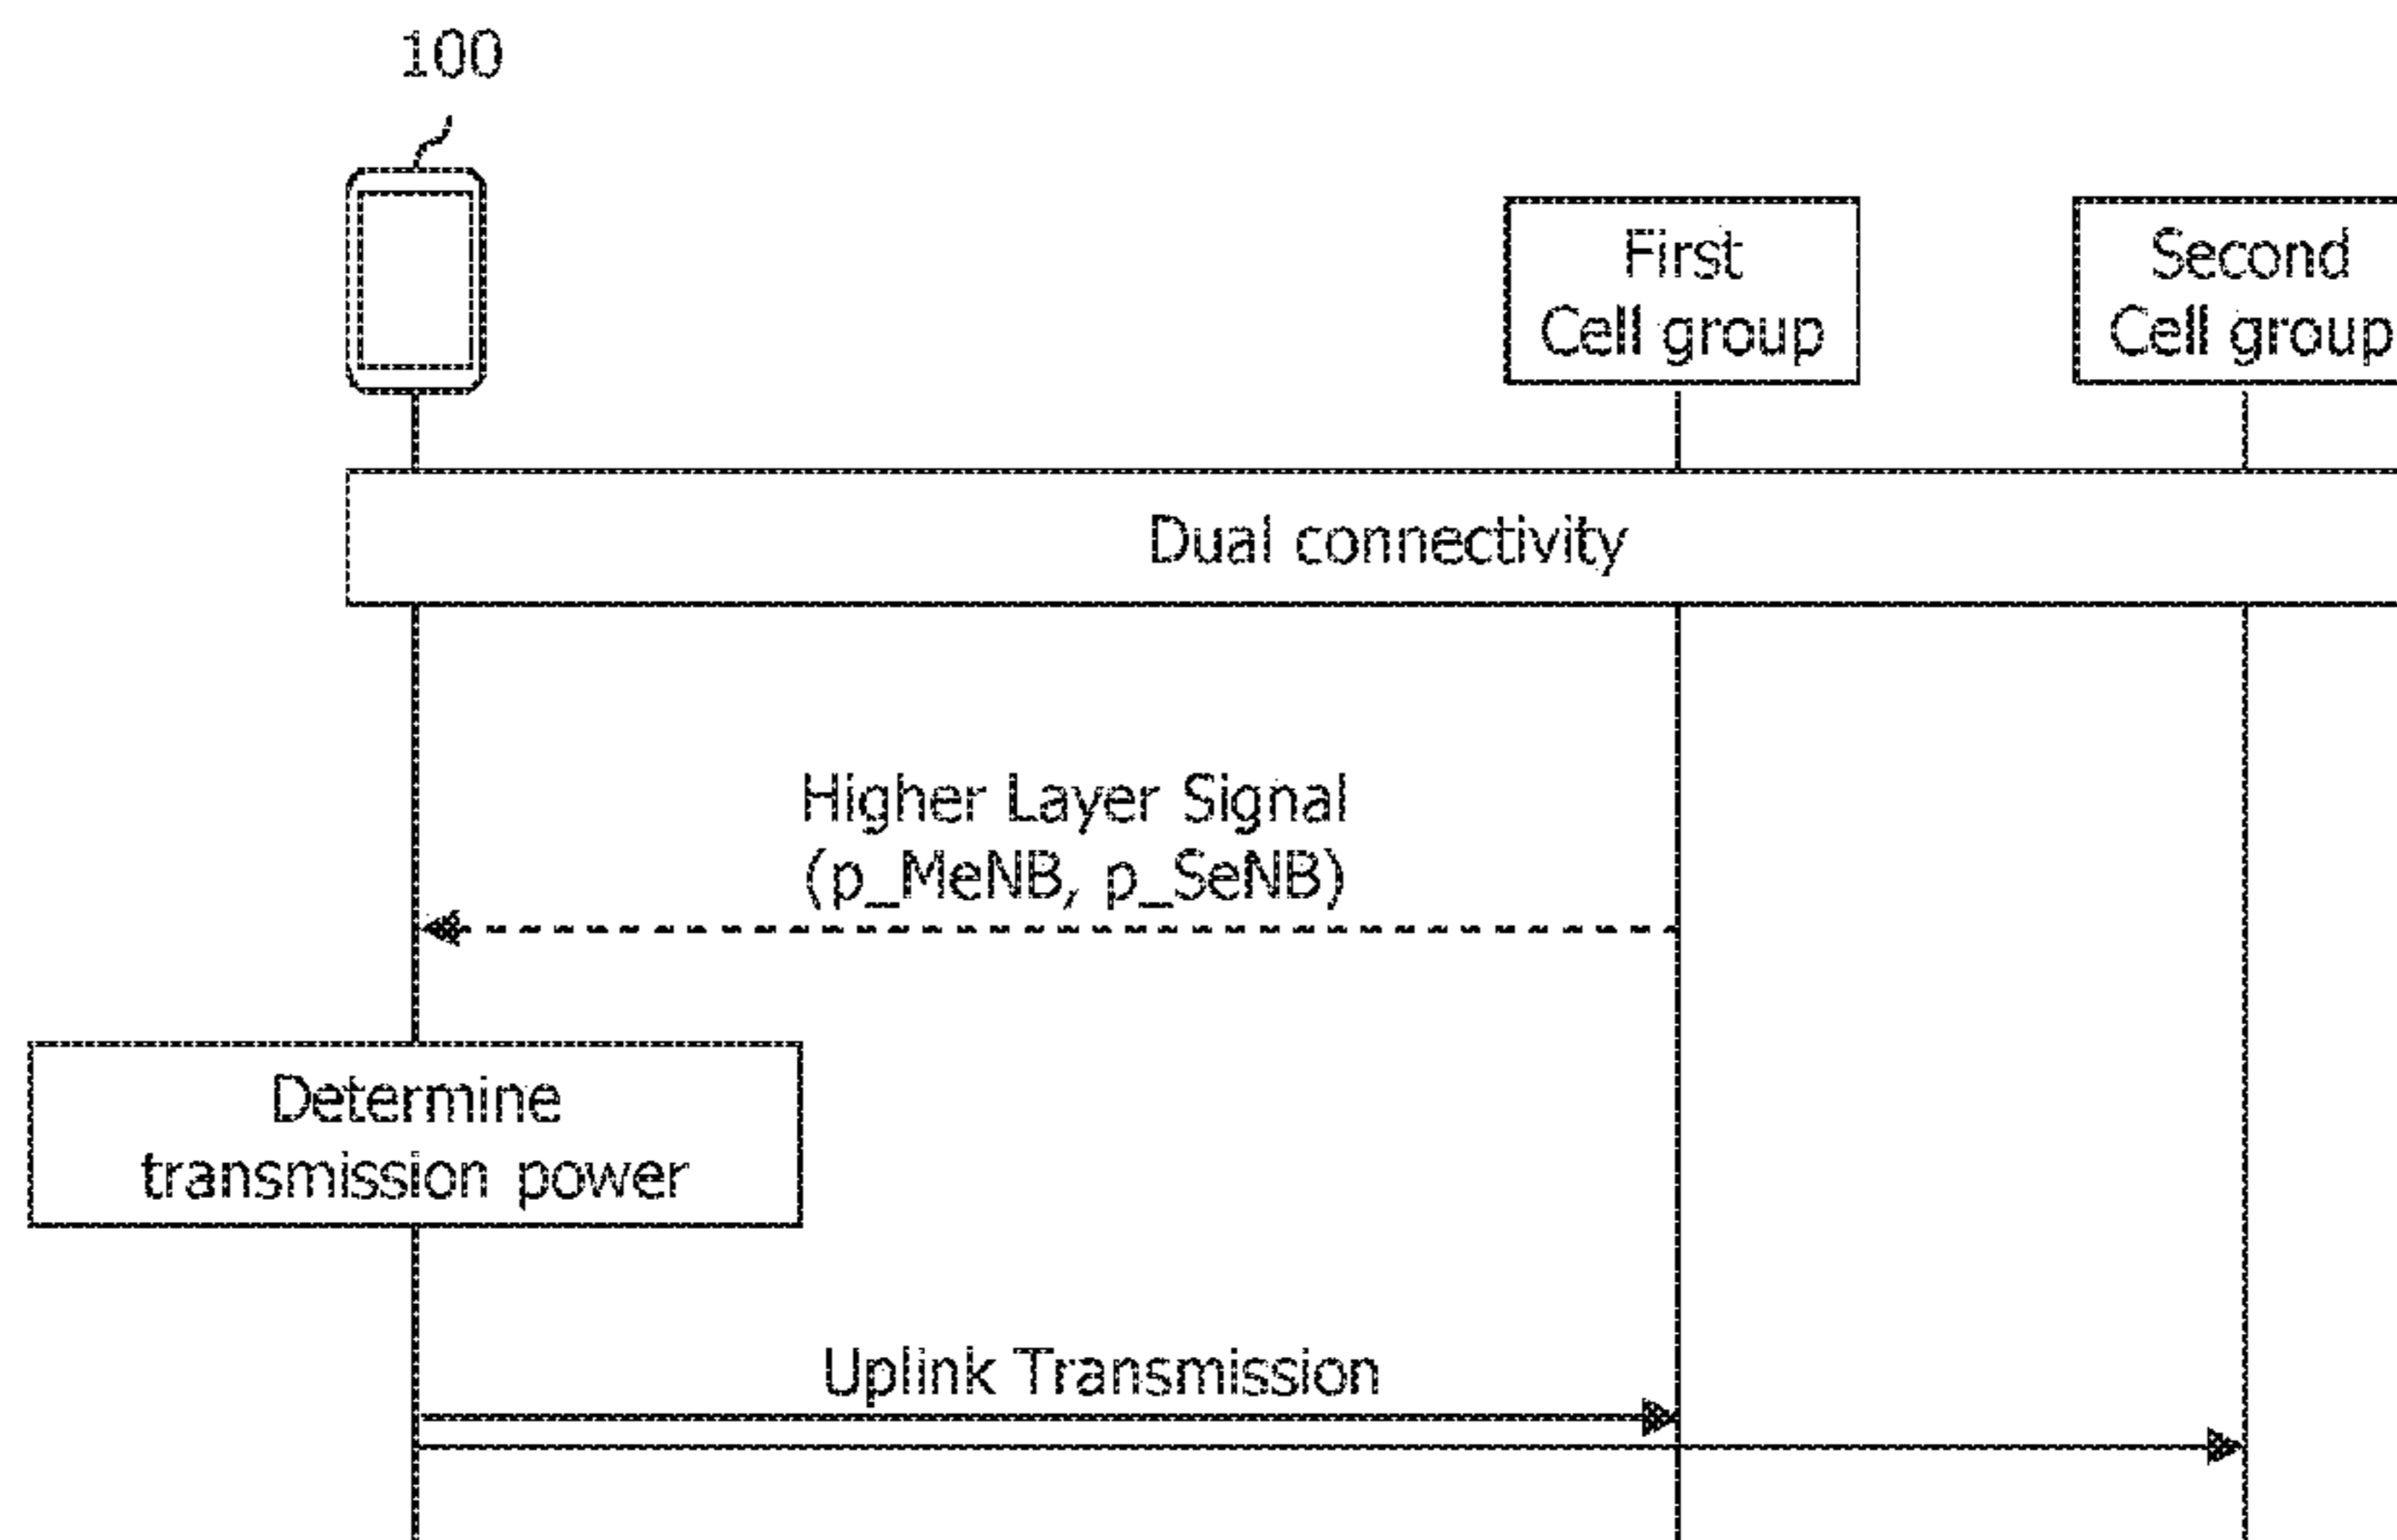 100
First
Cell group
Second
Cell group
Dual connectivity
Higher Layer Signal
(p_MeNB, p_SeNB)
Determine
transmission power
Uplink Transmission